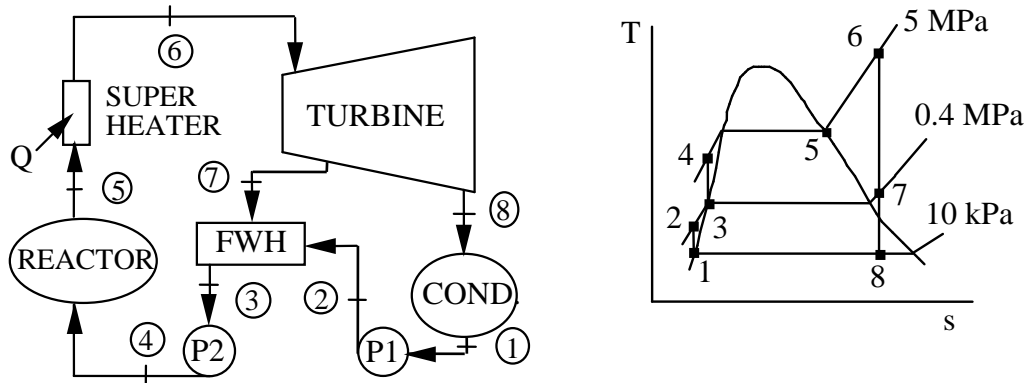 6
SUPER
HEATER
Q
5
TURBINE
7
8
REACTOR
FWH
COND.
3
2
4
P2
P1
1
T
6
5 MPa
0.4 MPa
4
5
7
2
3
10 kPa
1
8
s